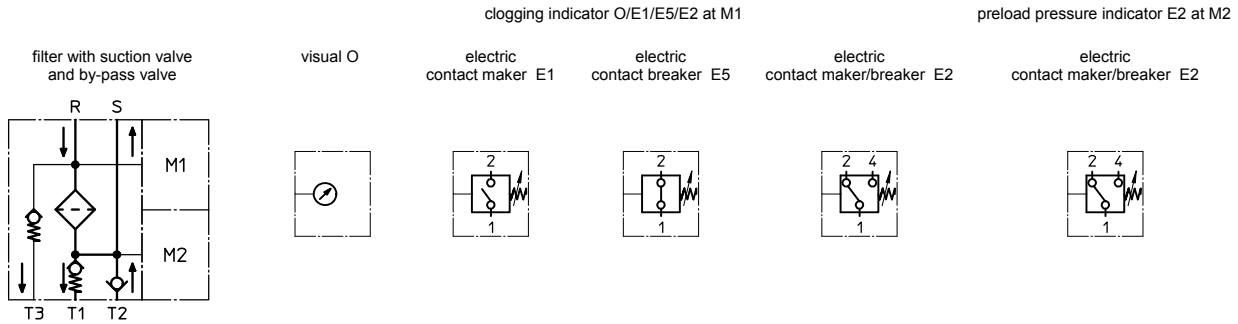 clogging indicator O/E1/E5/E2 at M1
preload pressure indicator E2 at M2
filter with suction valve
and by-pass valve
visual O
electric
contact maker E1
electric
contact breaker E5
electric
contact maker/breaker E2
electric
contact maker/breaker E2
R S
M1
M2
T3 T1 T2
2
1
2
1
2 4
1
2 4
1